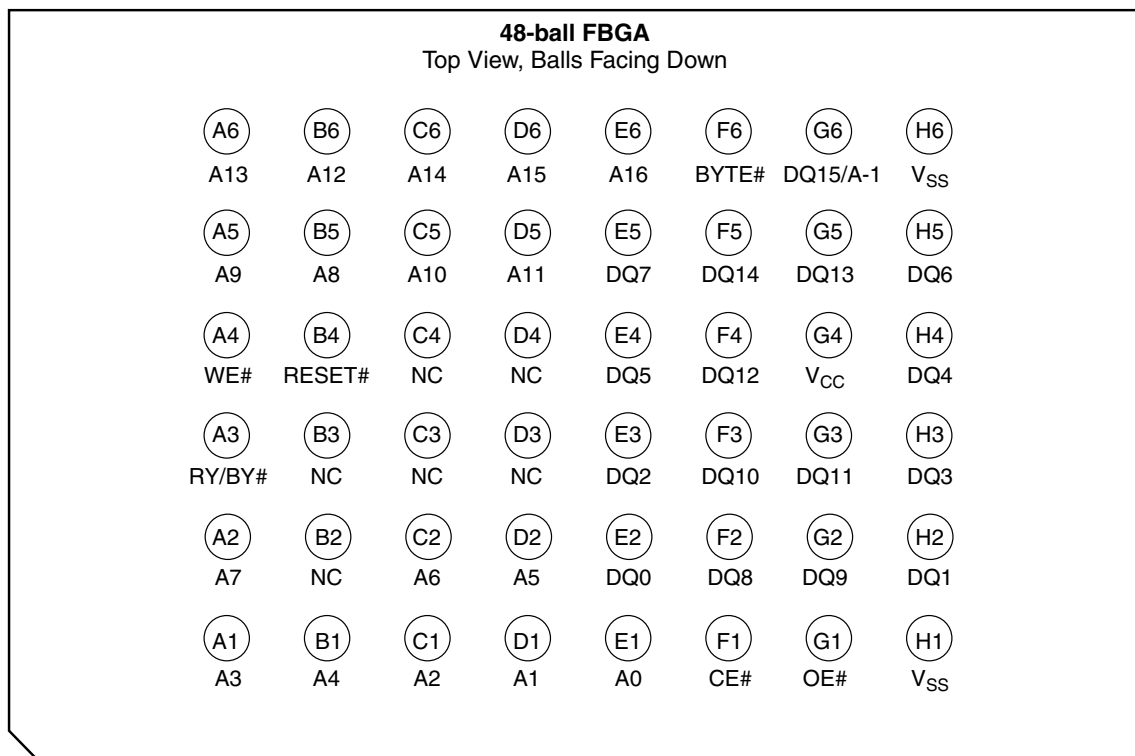 48-ball FBGA
Top View, Balls Facing Down
A6 B6 C6 D6 E6 F6 G6 H6
A13 A12 A14 A15 A16 BYTE# DQ15/A-1 VSS
A5 B5 C5 D5 E5 F5 G5 H5
A9 A8 A10 A11 DQ7 DQ14 DQ13 DQ6
A4 B4 C4 D4 E4 F4 G4 H4
WE# RESET# NC NC DQ5 DQ12 VCC DQ4
A3 B3 C3 D3 E3 F3 G3 H3
RY/BY# NC NC NC DQ2 DQ10 DQ11 DQ3
A2 B2 C2 D2 E2 F2 G2 H2
A7 NC A6 A5 DQ0 DQ8 DQ9 DQ1
A1 B1 C1 D1 E1 F1 G1 H1
A3 A4 A2 A1 A0 CE# OE# VSS